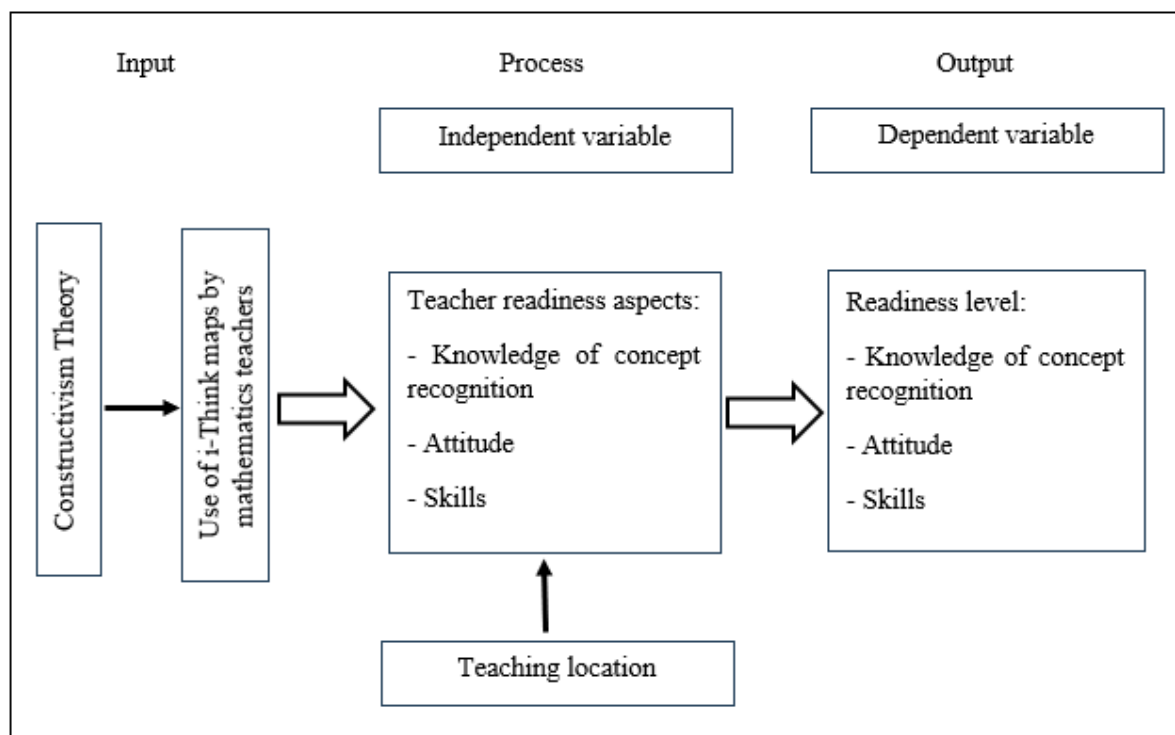 Input
Process
Output
Independent variable
Dependent variable
Constructivism Theory
Use of i-Think maps by
mathematics teachers
Teacher readiness aspects:
- Knowledge of concept
recognition
- Attitude
- Skills
Readiness level:
- Knowledge of concept
recognition
- Attitude
- Skills
Teaching location